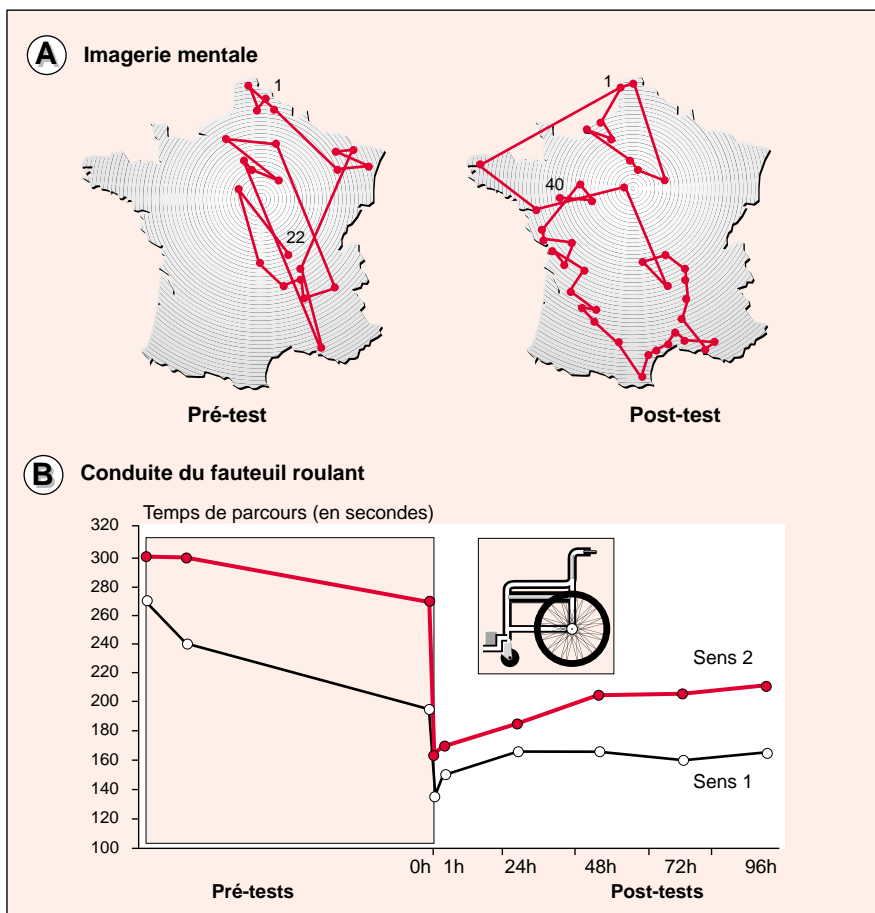 A Imagerie mentale
1
22
Pré-test
1
40
Post-test
B Conduite du fauteuil roulant
Temps de parcours (en secondes)
320
300
280
260
240
220
200
180
160
140
120
100
Sens 2
Sens 1
0h 1h 24h 48h 72h 96h
Pré-tests Post-tests